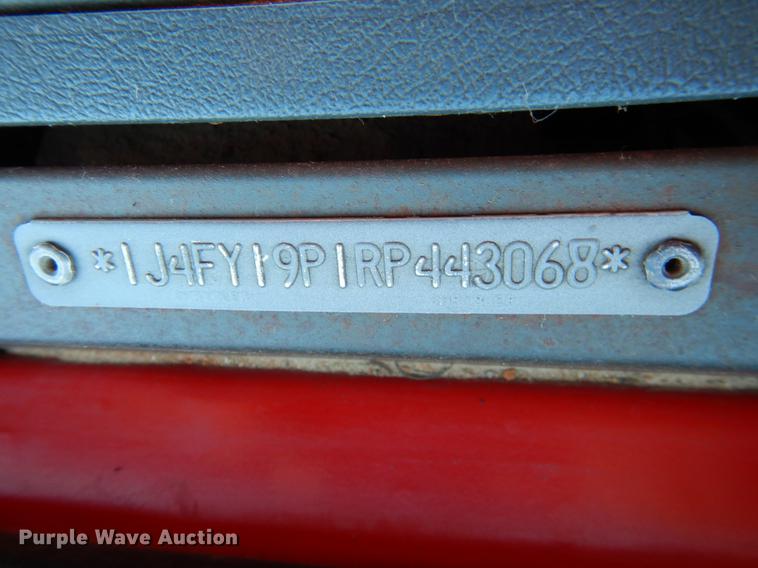 *1J4FY19P1RP443068*
Purple Wave Auction